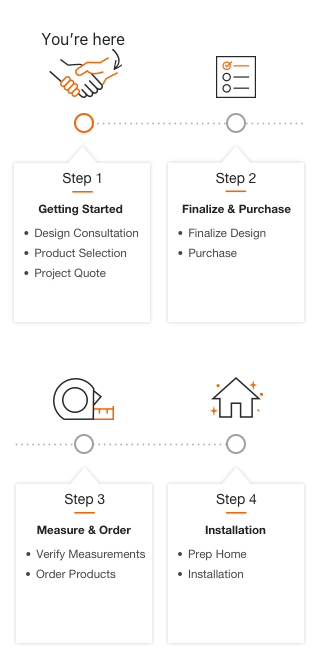 You're here
Step 1
Getting Started
• Design Consultation
• Product Selection
• Project Quote
Step 2
Finalize & Purchase
• Finalize Design
• Purchase
Step 3
Measure & Order
• Verify Measurements
• Order Products
Step 4
Installation
• Prep Home
• Installation